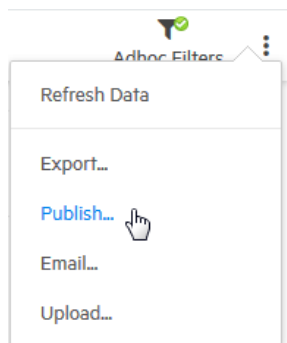 Adhoc Filters
Refresh Data
Export...
Publish...
Email...
Upload...